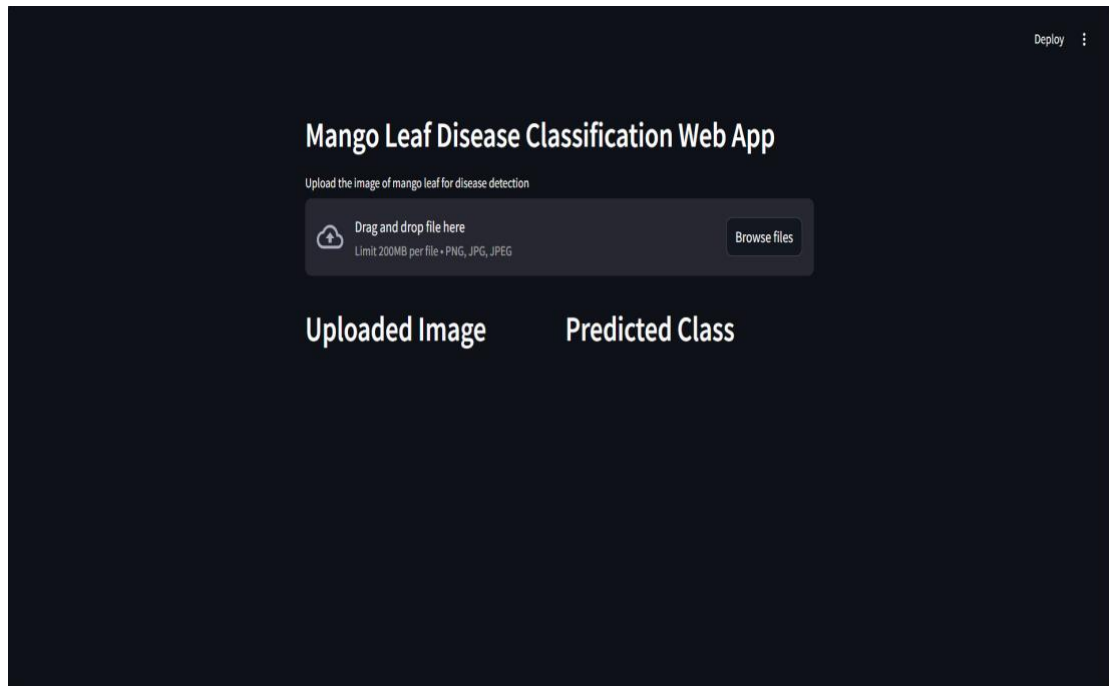 Deploy
Mango Leaf Disease Classification Web App
Upload the image of mango leaf for disease detection
Drag and drop file here
Limit 200MB per file • PNG, JPG, JPEG
Browse files
Uploaded Image
Predicted Class